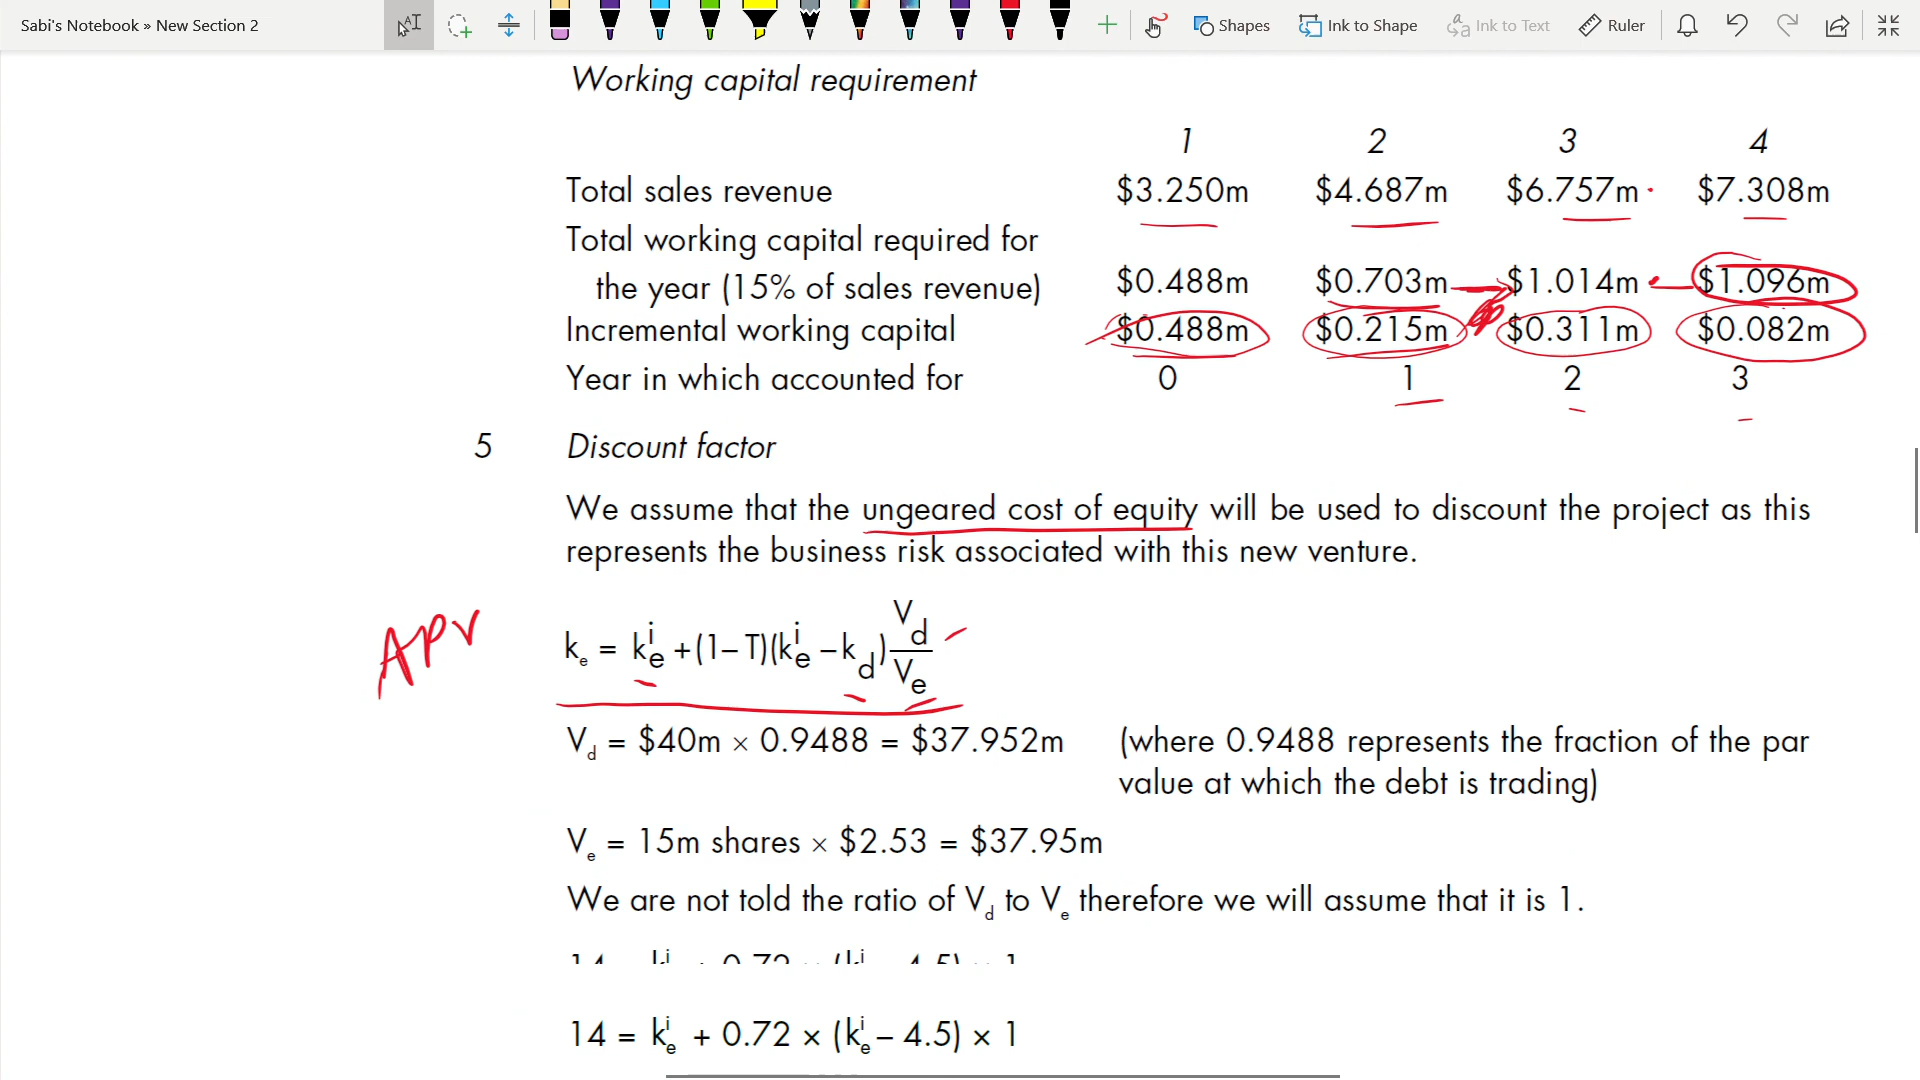 Sabi's Notebook » New Section 2
Shapes
Ink to Shape
Ink to Text
Ruler
Working capital requirement
1 2 3 4
Total sales revenue $3.250m $4.687m $6.757m $7.308m
Total working capital required for
the year (15% of sales revenue) $0.488m $0.703m $1.014m $1.096m
Incremental working capital $0.488m $0.215m $0.311m $0.082m
Year in which accounted for 0 1 2 3
5 Discount factor
We assume that the ungeared cost of equity will be used to discount the project as this
represents the business risk associated with this new venture.
APV
kₑ = kₑⁱ + (1 – T)(kₑⁱ – k_d) V_d/Vₑ
V_d = $40m × 0.9488 = $37.952m (where 0.9488 represents the fraction of the par
value at which the debt is trading)
Vₑ = 15m shares × $2.53 = $37.95m
We are not told the ratio of V_d to Vₑ therefore we will assume that it is 1.
14 = kₑⁱ + 0.72 × (kₑⁱ – 4.5) × 1